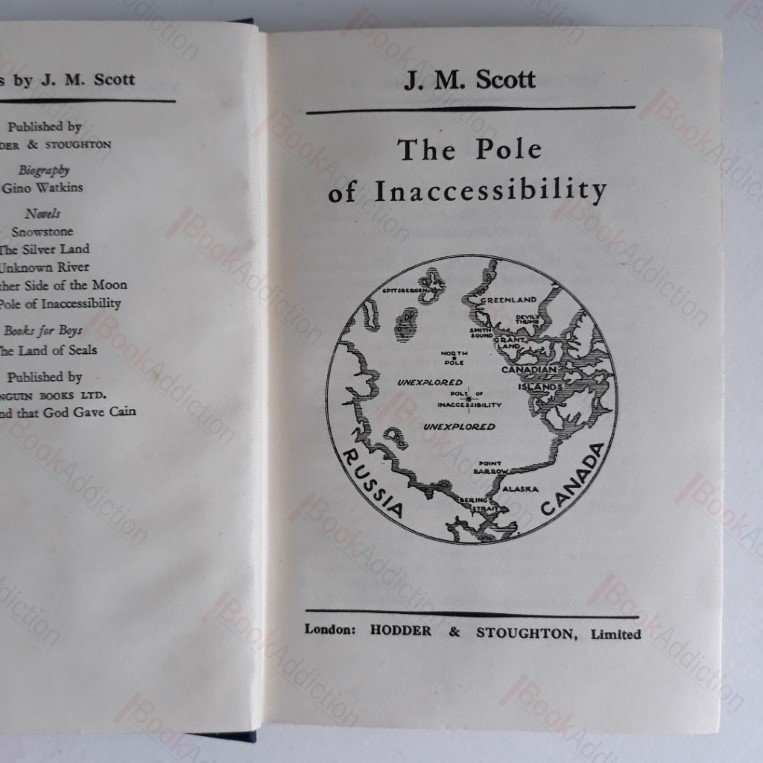 s by J. M. Scott
Published by
DER & STOUGHTON
Biography
Gino Watkins
Novels
Snowstone
The Silver Land
Unknown River
ther Side of the Moon
Pole of Inaccessibility
Books for Boys
The Land of Seals
Published by
NGUIN BOOKS LTD.
nd that God Gave Cain
J. M. Scott
The Pole
of Inaccessibility
SPITSBERGEN
GREENLAND
DEVIL'S
THUMB
SMITH
SOUND
GRANT
LAND
NORTH
POLE
CANADIAN
ISLANDS
UNEXPLORED
POLE OF
INACCESSIBILITY
UNEXPLORED
POINT
BARROW
ALASKA
BERING
STRAIT
RUSSIA
CANADA
London: HODDER & STOUGHTON, Limited
BookAddiction